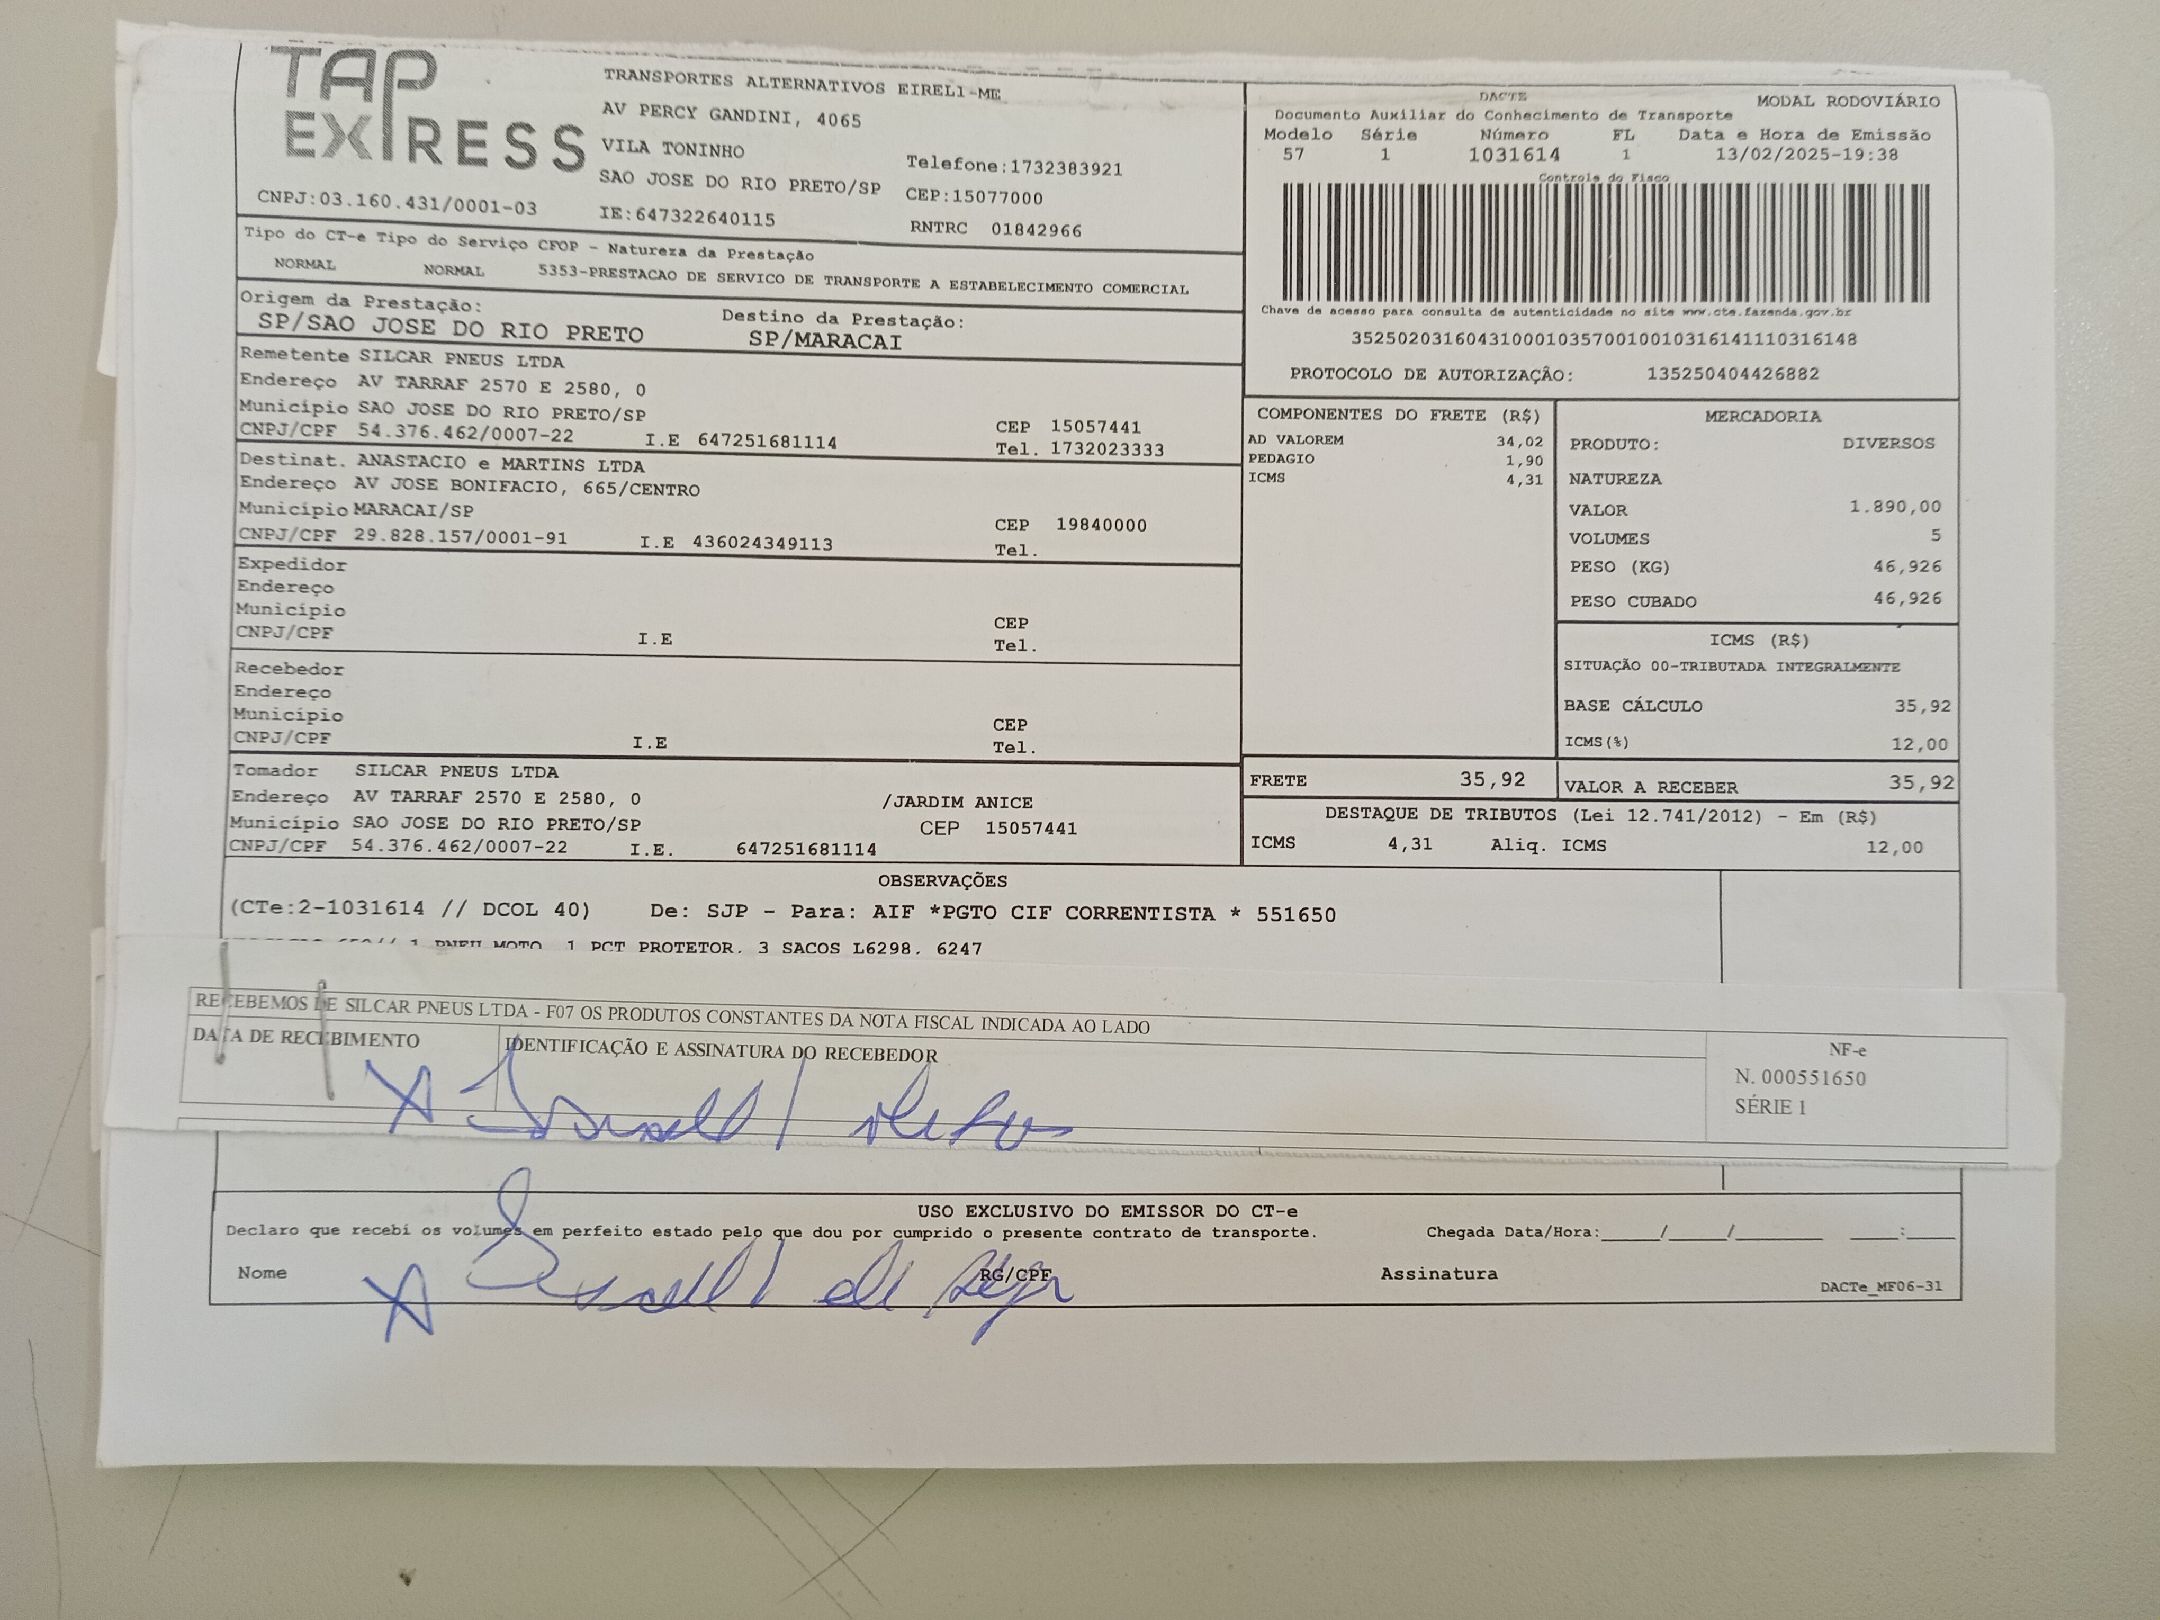 TAP EXPRESS
TRANSPORTES ALTERNATIVOS EIRELI-ME
AV PERCY GANDINI, 4065
VILA TONINHO
Telefone:1732383921
SAO JOSE DO RIO PRETO/SP CEP:15077000
CNPJ:03.160.431/0001-03 IE:647322640115 RNTRC 01842966
Tipo do CT-e Tipo do Serviço CFOP - Natureza da Prestação
NORMAL NORMAL 5353-PRESTACAO DE SERVICO DE TRANSPORTE A ESTABELECIMENTO COMERCIAL
Origem da Prestação: Destino da Prestação:
SP/SAO JOSE DO RIO PRETO SP/MARACAI
DACTE MODAL RODOVIÁRIO
Documento Auxiliar do Conhecimento de Transporte
Modelo Série Número FL Data e Hora de Emissão
57 1 1031614 1 13/02/2025-19:38
Controle do Fisco
Chave de acesso para consulta de autenticidade no site www.cte.fazenda.gov.br
35250203160431000103570010010316141110316148
PROTOCOLO DE AUTORIZAÇÃO: 135250404426882
Remetente SILCAR PNEUS LTDA
Endereço AV TARRAF 2570 E 2580, 0
Município SAO JOSE DO RIO PRETO/SP CEP 15057441
CNPJ/CPF 54.376.462/0007-22 I.E 647251681114 Tel. 1732023333
Destinat. ANASTACIO e MARTINS LTDA
Endereço AV JOSE BONIFACIO, 665/CENTRO
Município MARACAI/SP CEP 19840000
CNPJ/CPF 29.828.157/0001-91 I.E 436024349113 Tel.
Expedidor
Endereço
Município CEP
CNPJ/CPF I.E Tel.
Recebedor
Endereço
Município CEP
CNPJ/CPF I.E Tel.
Tomador SILCAR PNEUS LTDA
Endereço AV TARRAF 2570 E 2580, 0 /JARDIM ANICE
Município SAO JOSE DO RIO PRETO/SP CEP 15057441
CNPJ/CPF 54.376.462/0007-22 I.E. 647251681114
COMPONENTES DO FRETE (R$)
AD VALOREM 34,02
PEDAGIO 1,90
ICMS 4,31
MERCADORIA
PRODUTO: DIVERSOS
NATUREZA
VALOR 1.890,00
VOLUMES 5
PESO (KG) 46,926
PESO CUBADO 46,926
ICMS (R$)
SITUAÇÃO 00-TRIBUTADA INTEGRALMENTE
BASE CÁLCULO 35,92
ICMS(%) 12,00
FRETE 35,92 VALOR A RECEBER 35,92
DESTAQUE DE TRIBUTOS (Lei 12.741/2012) - Em (R$)
ICMS 4,31 Aliq. ICMS 12,00
OBSERVAÇÕES
(CTe:2-1031614 // DCOL 40) De: SJP - Para: AIF *PGTO CIF CORRENTISTA * 551650
1 PNEU MOTO, 1 PCT PROTETOR. 3 SACOS L6298. 6247
RECEBEMOS DE SILCAR PNEUS LTDA - F07 OS PRODUTOS CONSTANTES DA NOTA FISCAL INDICADA AO LADO
DATA DE RECEBIMENTO IDENTIFICAÇÃO E ASSINATURA DO RECEBEDOR
NF-e
N. 000551650
SÉRIE 1
USO EXCLUSIVO DO EMISSOR DO CT-e
Declaro que recebi os volumes em perfeito estado pelo que dou por cumprido o presente contrato de transporte. Chegada Data/Hora:_____/_____/________ ____:____
Nome RG/CPF Assinatura
DACTe_MF06-31